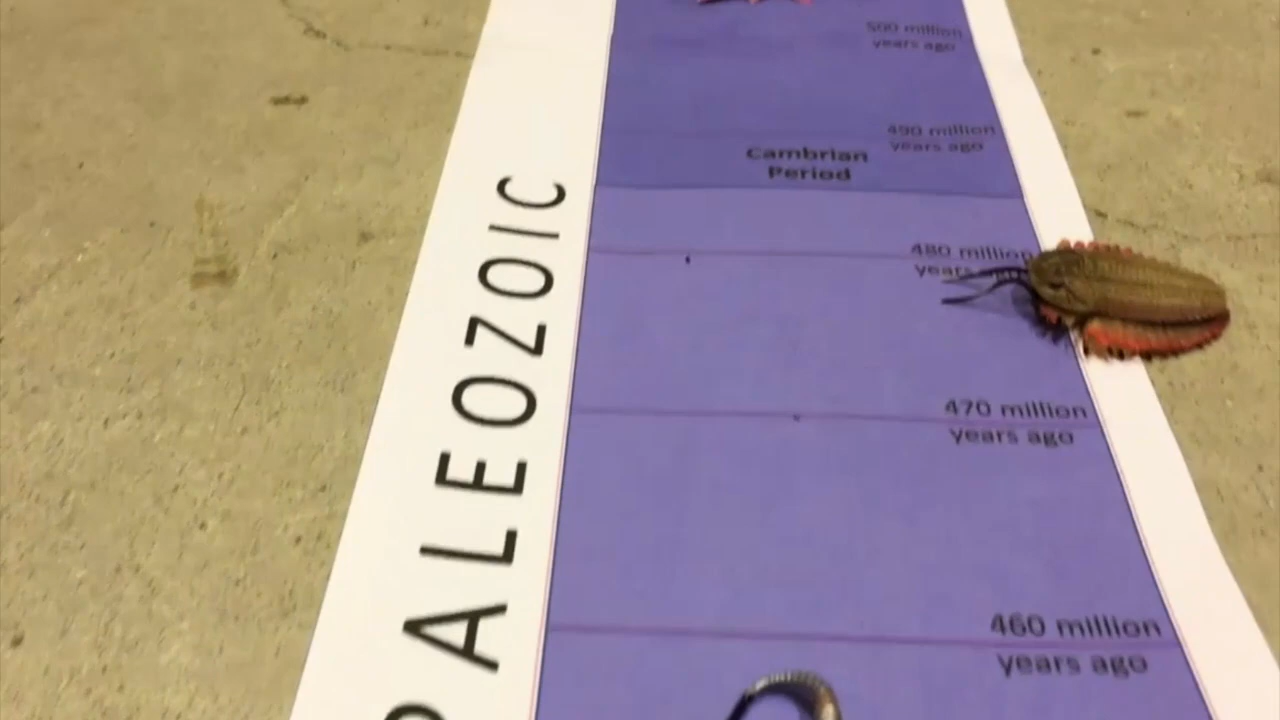 500 million
years ago
490 million
years ago
Cambrian
Period
480 million
years
470 million
years ago
460 million
years ago
PALEOZOIC